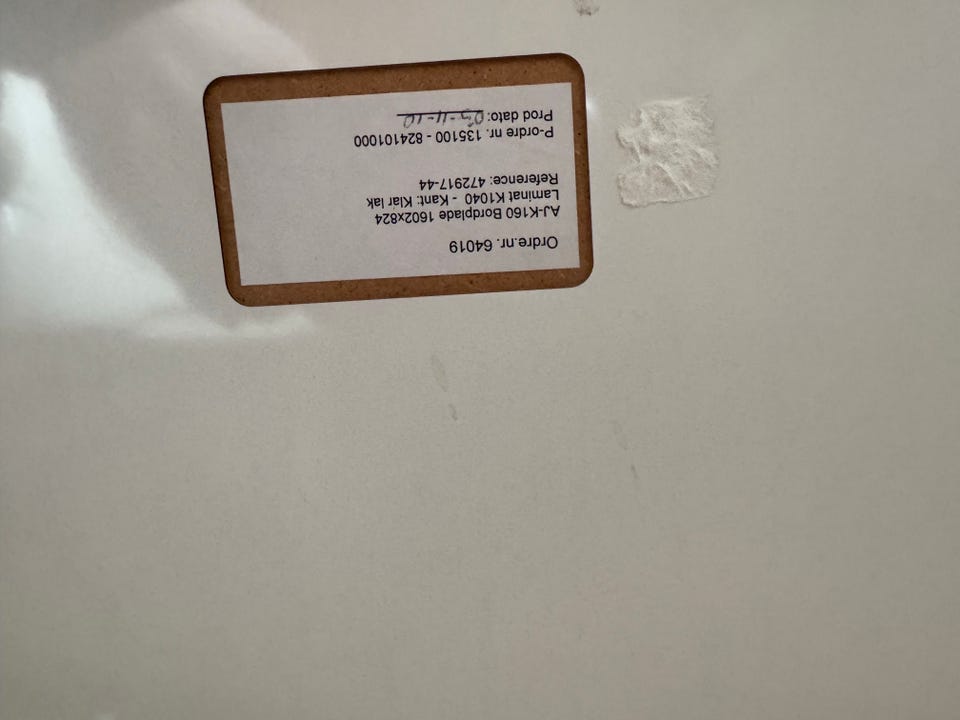 Ordre.nr. 64019
AJ-K160 Bordplade 1602x824
Laminat K1040 - Kant: Klar lak
Reference: 472917-44
P-ordre nr. 135100 - 824101000
Prod dato: